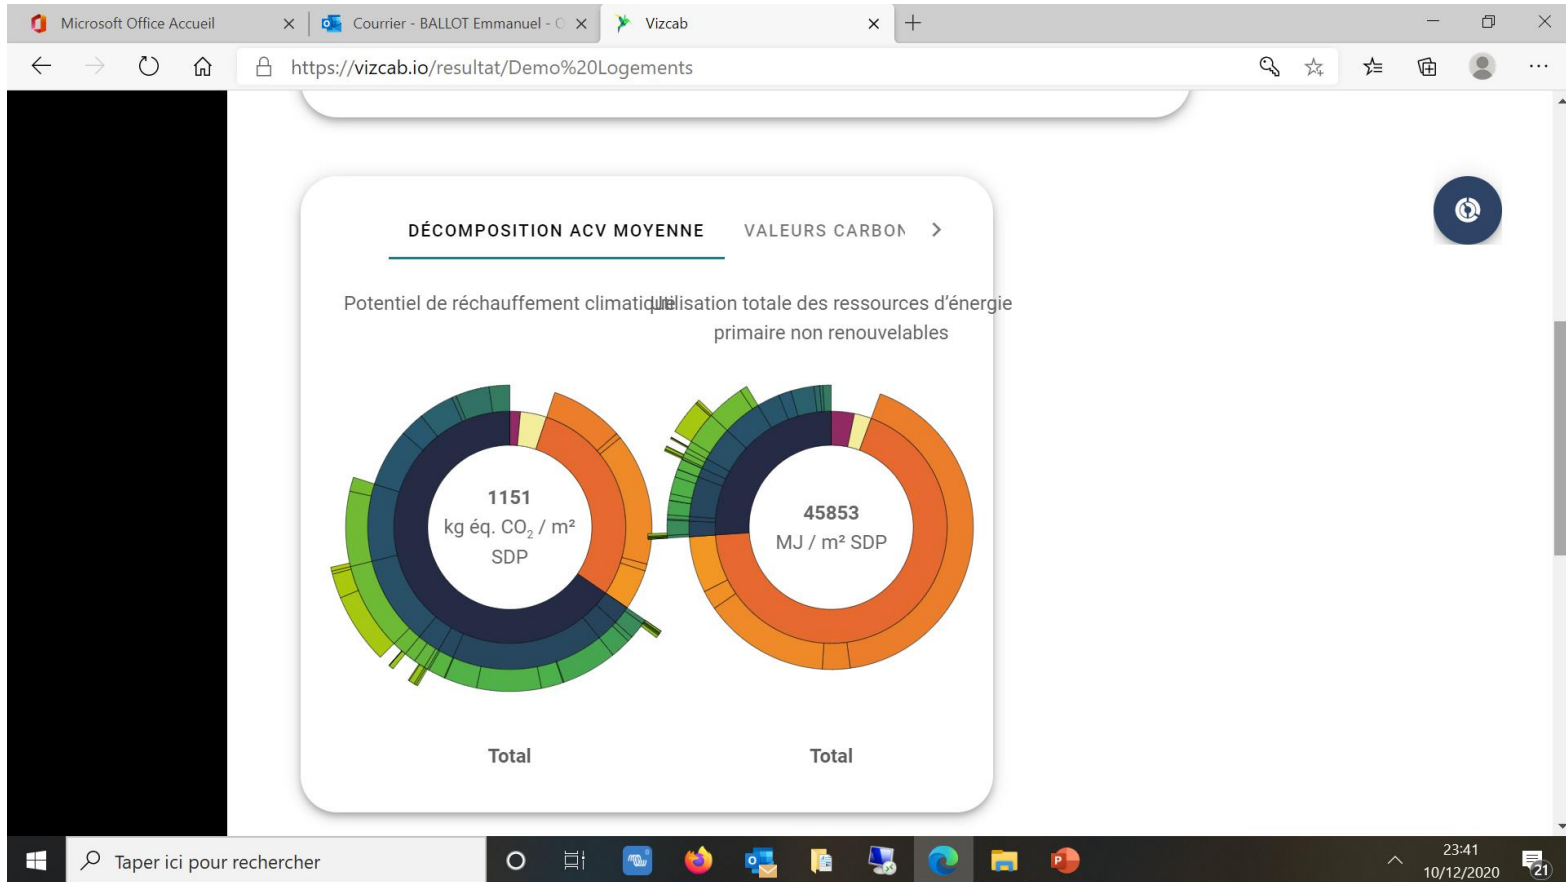 Microsoft Office Accueil
Courrier - BALLOT Emmanuel - O
Vizcab
https://vizcab.io/resultat/Demo%20Logements
DÉCOMPOSITION ACV MOYENNE
VALEURS CARBON
Potentiel de réchauffement climatique
Utilisation totale des ressources d'énergie
primaire non renouvelables
1151
kg éq. CO₂ / m²
SDP
45853
MJ / m² SDP
Total
Total
Taper ici pour rechercher
23:41
10/12/2020
21